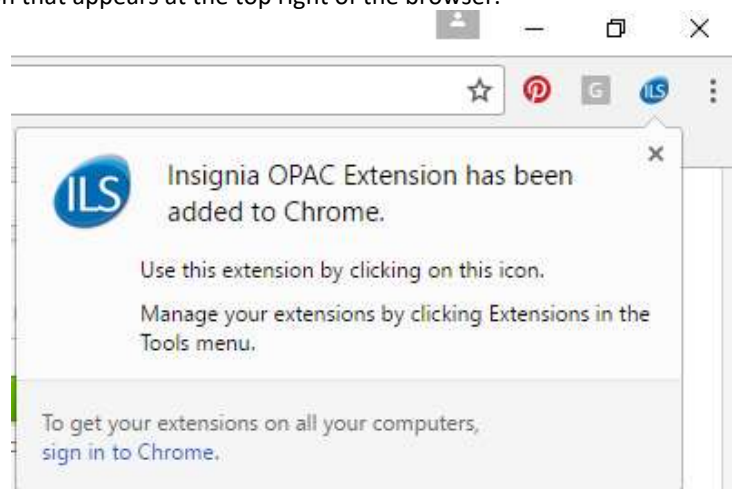 that appears at the top right of the browser.
G
ILS
ILS
Insignia OPAC Extension has been
added to Chrome.
Use this extension by clicking on this icon.
Manage your extensions by clicking Extensions in the
Tools menu.
To get your extensions on all your computers,
sign in to Chrome.